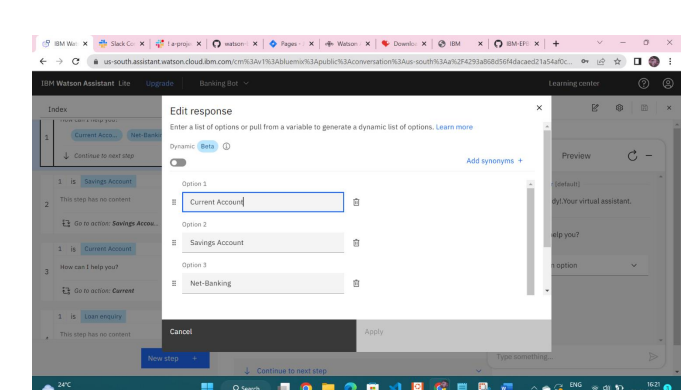 IBM Wat
Slack Co
! a-proje
watson-
Pages -
Watson
Downloa
IBM
IBM-EPB
us-south.assistant.watson.cloud.ibm.com/cm%3Av1%3Abluemix%3Apublic%3Aconversation%3Aus-south%3Aa%2F4293a868d56f4dacaed21a54af0c...
IBM Watson Assistant Lite Upgrade Banking Bot Learning center
Index
Edit response
Enter a list of options or pull from a variable to generate a dynamic list of options. Learn more
Dynamic Beta
Add synonyms +
Option 1
Current Account
Option 2
Savings Account
Option 3
Net-Banking
Cancel
Apply
How can I help you?
1
Current Acco...
Net-Banki
Continue to next step
1 is Savings Account
2
This step has no content
Go to action: Savings Accou...
1 is Current Account
3
How can I help you?
Go to action: Current
1 is Loan enquiry
This step has no content
New step +
Continue to next step
Preview
[default]
dy!.Your virtual assistant.
elp you?
n option
Type something...
24°C
Search
ENG
16:21